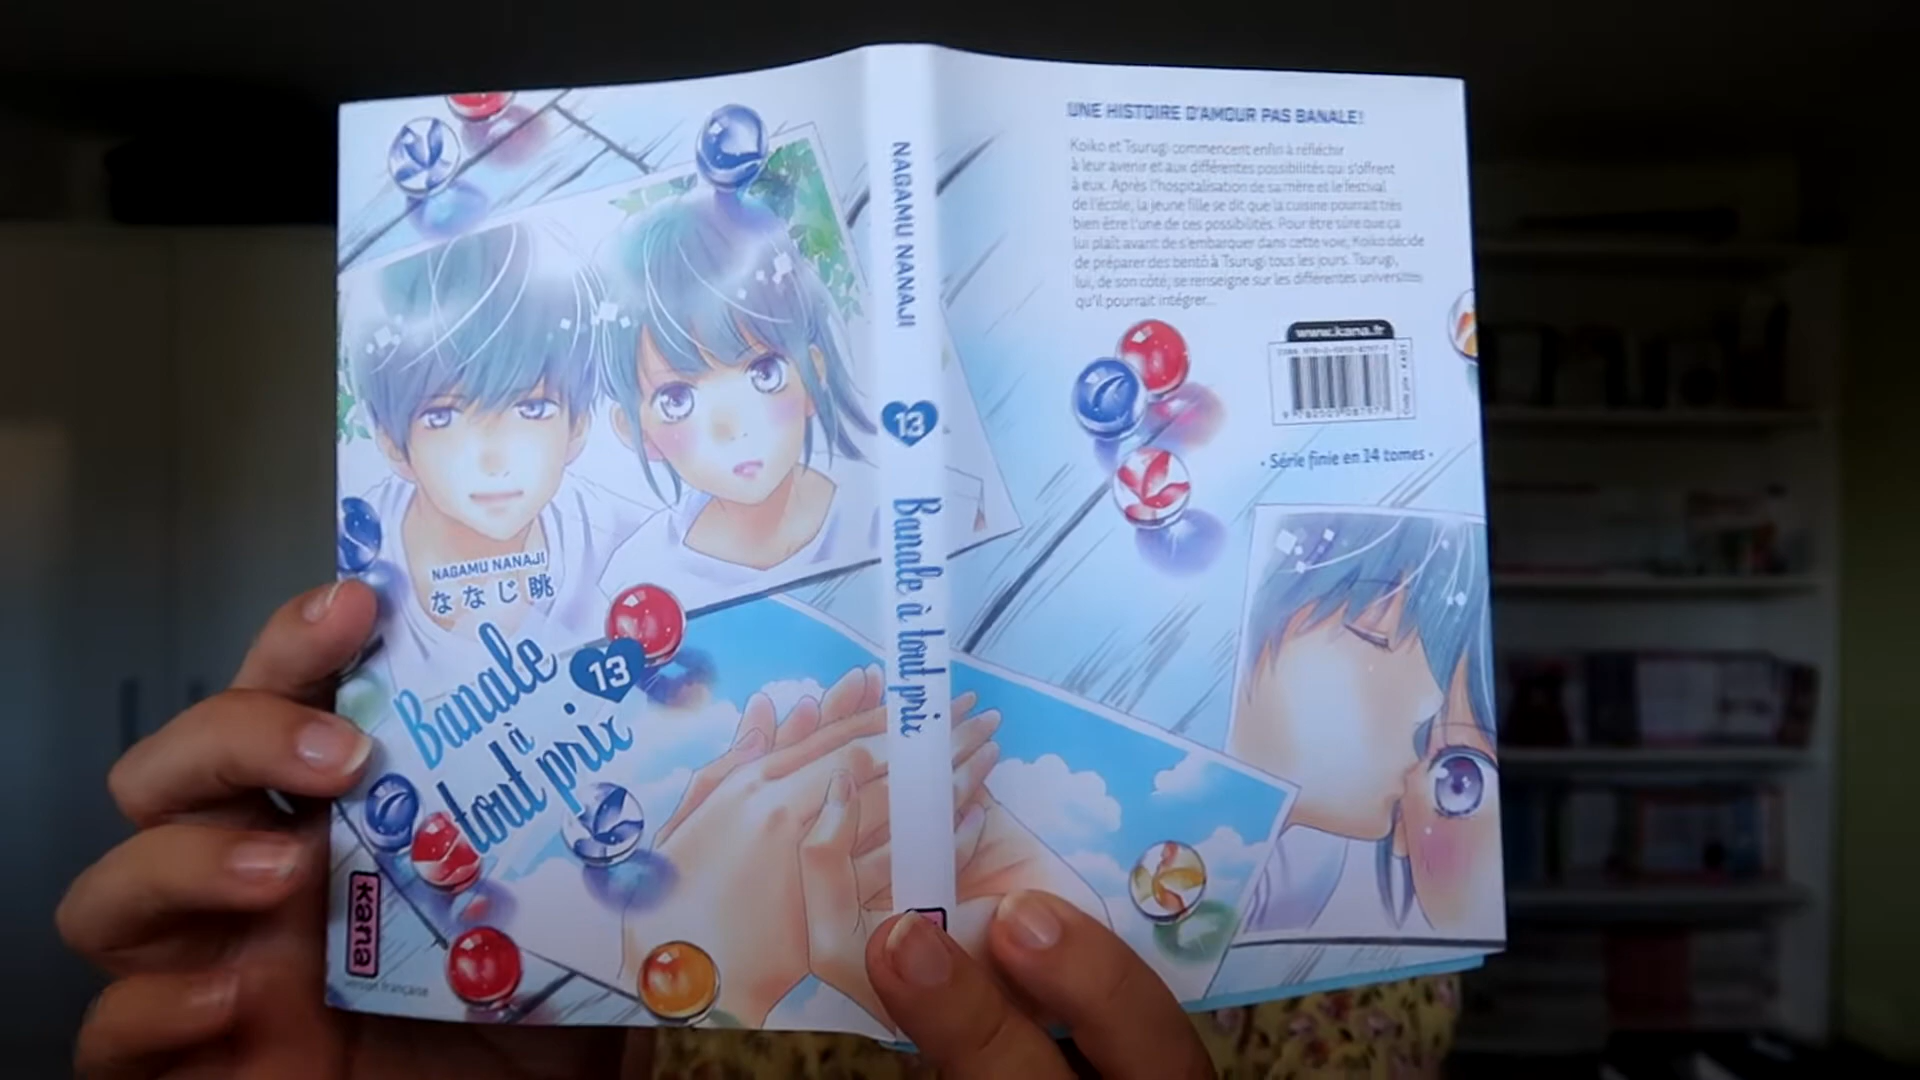 NAGAMU NANAJI
ななじ眺
Banale
à
tout prix
13
kana
version française
NAGAMU NANAJI
13
Banale à tout prix
UNE HISTOIRE D'AMOUR PAS BANALE!
Koiko et Tsurugi commencent enfin à réfléchir
à leur avenir et aux différentes possibilités qui s'offrent
à eux. Après l'hospitalisation de sa mère et le festival
de l'école, la jeune fille se dit que la cuisine pourrait très
bien être l'une de ces possibilités. Pour être sûre que ça
lui plaît avant de s'embarquer dans cette voie, Koiko décide
de préparer des bentô à Tsurugi tous les jours. Tsurugi,
lui, de son côté, se renseigne sur les différentes universités
qu'il pourrait intégrer...
www.kana.fr
9 782505 087977
• Série finie en 14 tomes •